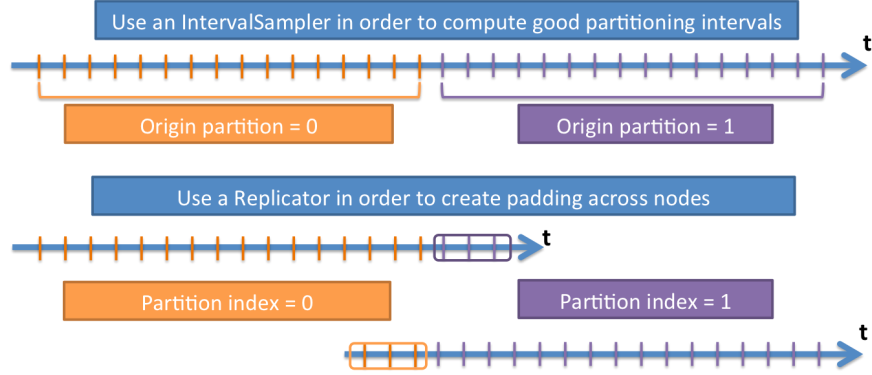 Use an IntervalSampler in order to compute good partitioning intervals
t
Origin partition = 0
Origin partition = 1
Use a Replicator in order to create padding across nodes
t
Partition index = 0
Partition index = 1
t